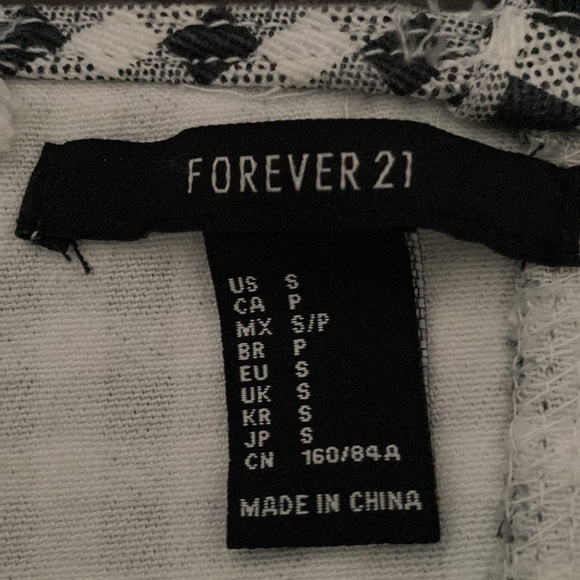 FOREVER 21
US S
CA P
MX S/P
BR P
EU S
UK S
KR S
JP S
CN 160/84A
MADE IN CHINA